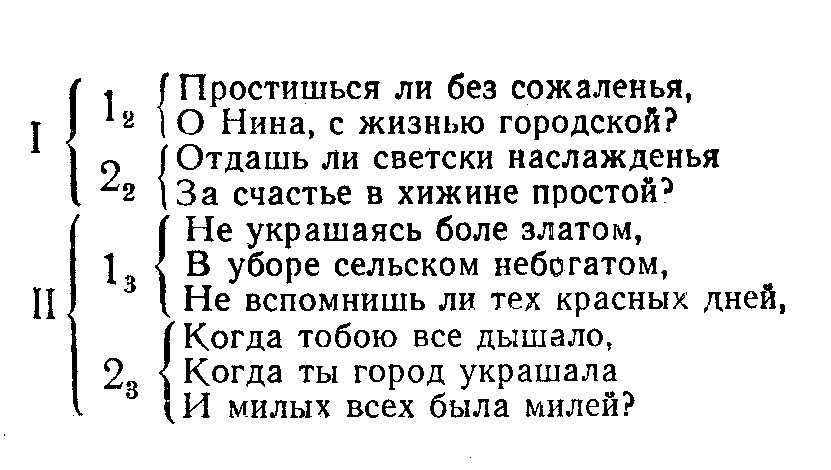 I 1₂ Простишься ли без сожаленья,
О Нина, с жизнью городской?
2₂ Отдашь ли светски наслажденья
За счастье в хижине простой?
II 1₃ Не украшаясь боле златом,
В уборе сельском небогатом,
Не вспомнишь ли тех красных дней,
2₃ Когда тобою все дышало,
Когда ты город украшала
И милых всех была милей?